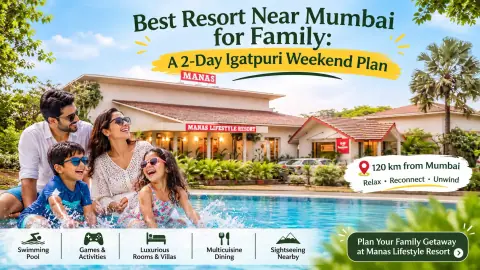 Best Resort Near Mumbai
for Family:
A 2-Day Igatpuri Weekend Plan
MANAS
MANAS LIFESTYLE RESORT
120 km from Mumbai
Relax • Reconnect • Unwind
Swimming
Pool
Games &
Activities
Luxurious
Rooms & Villas
Multicuisine
Dining
Sightseeing
Nearby
Plan Your Family Getaway
at Manas Lifestyle Resort